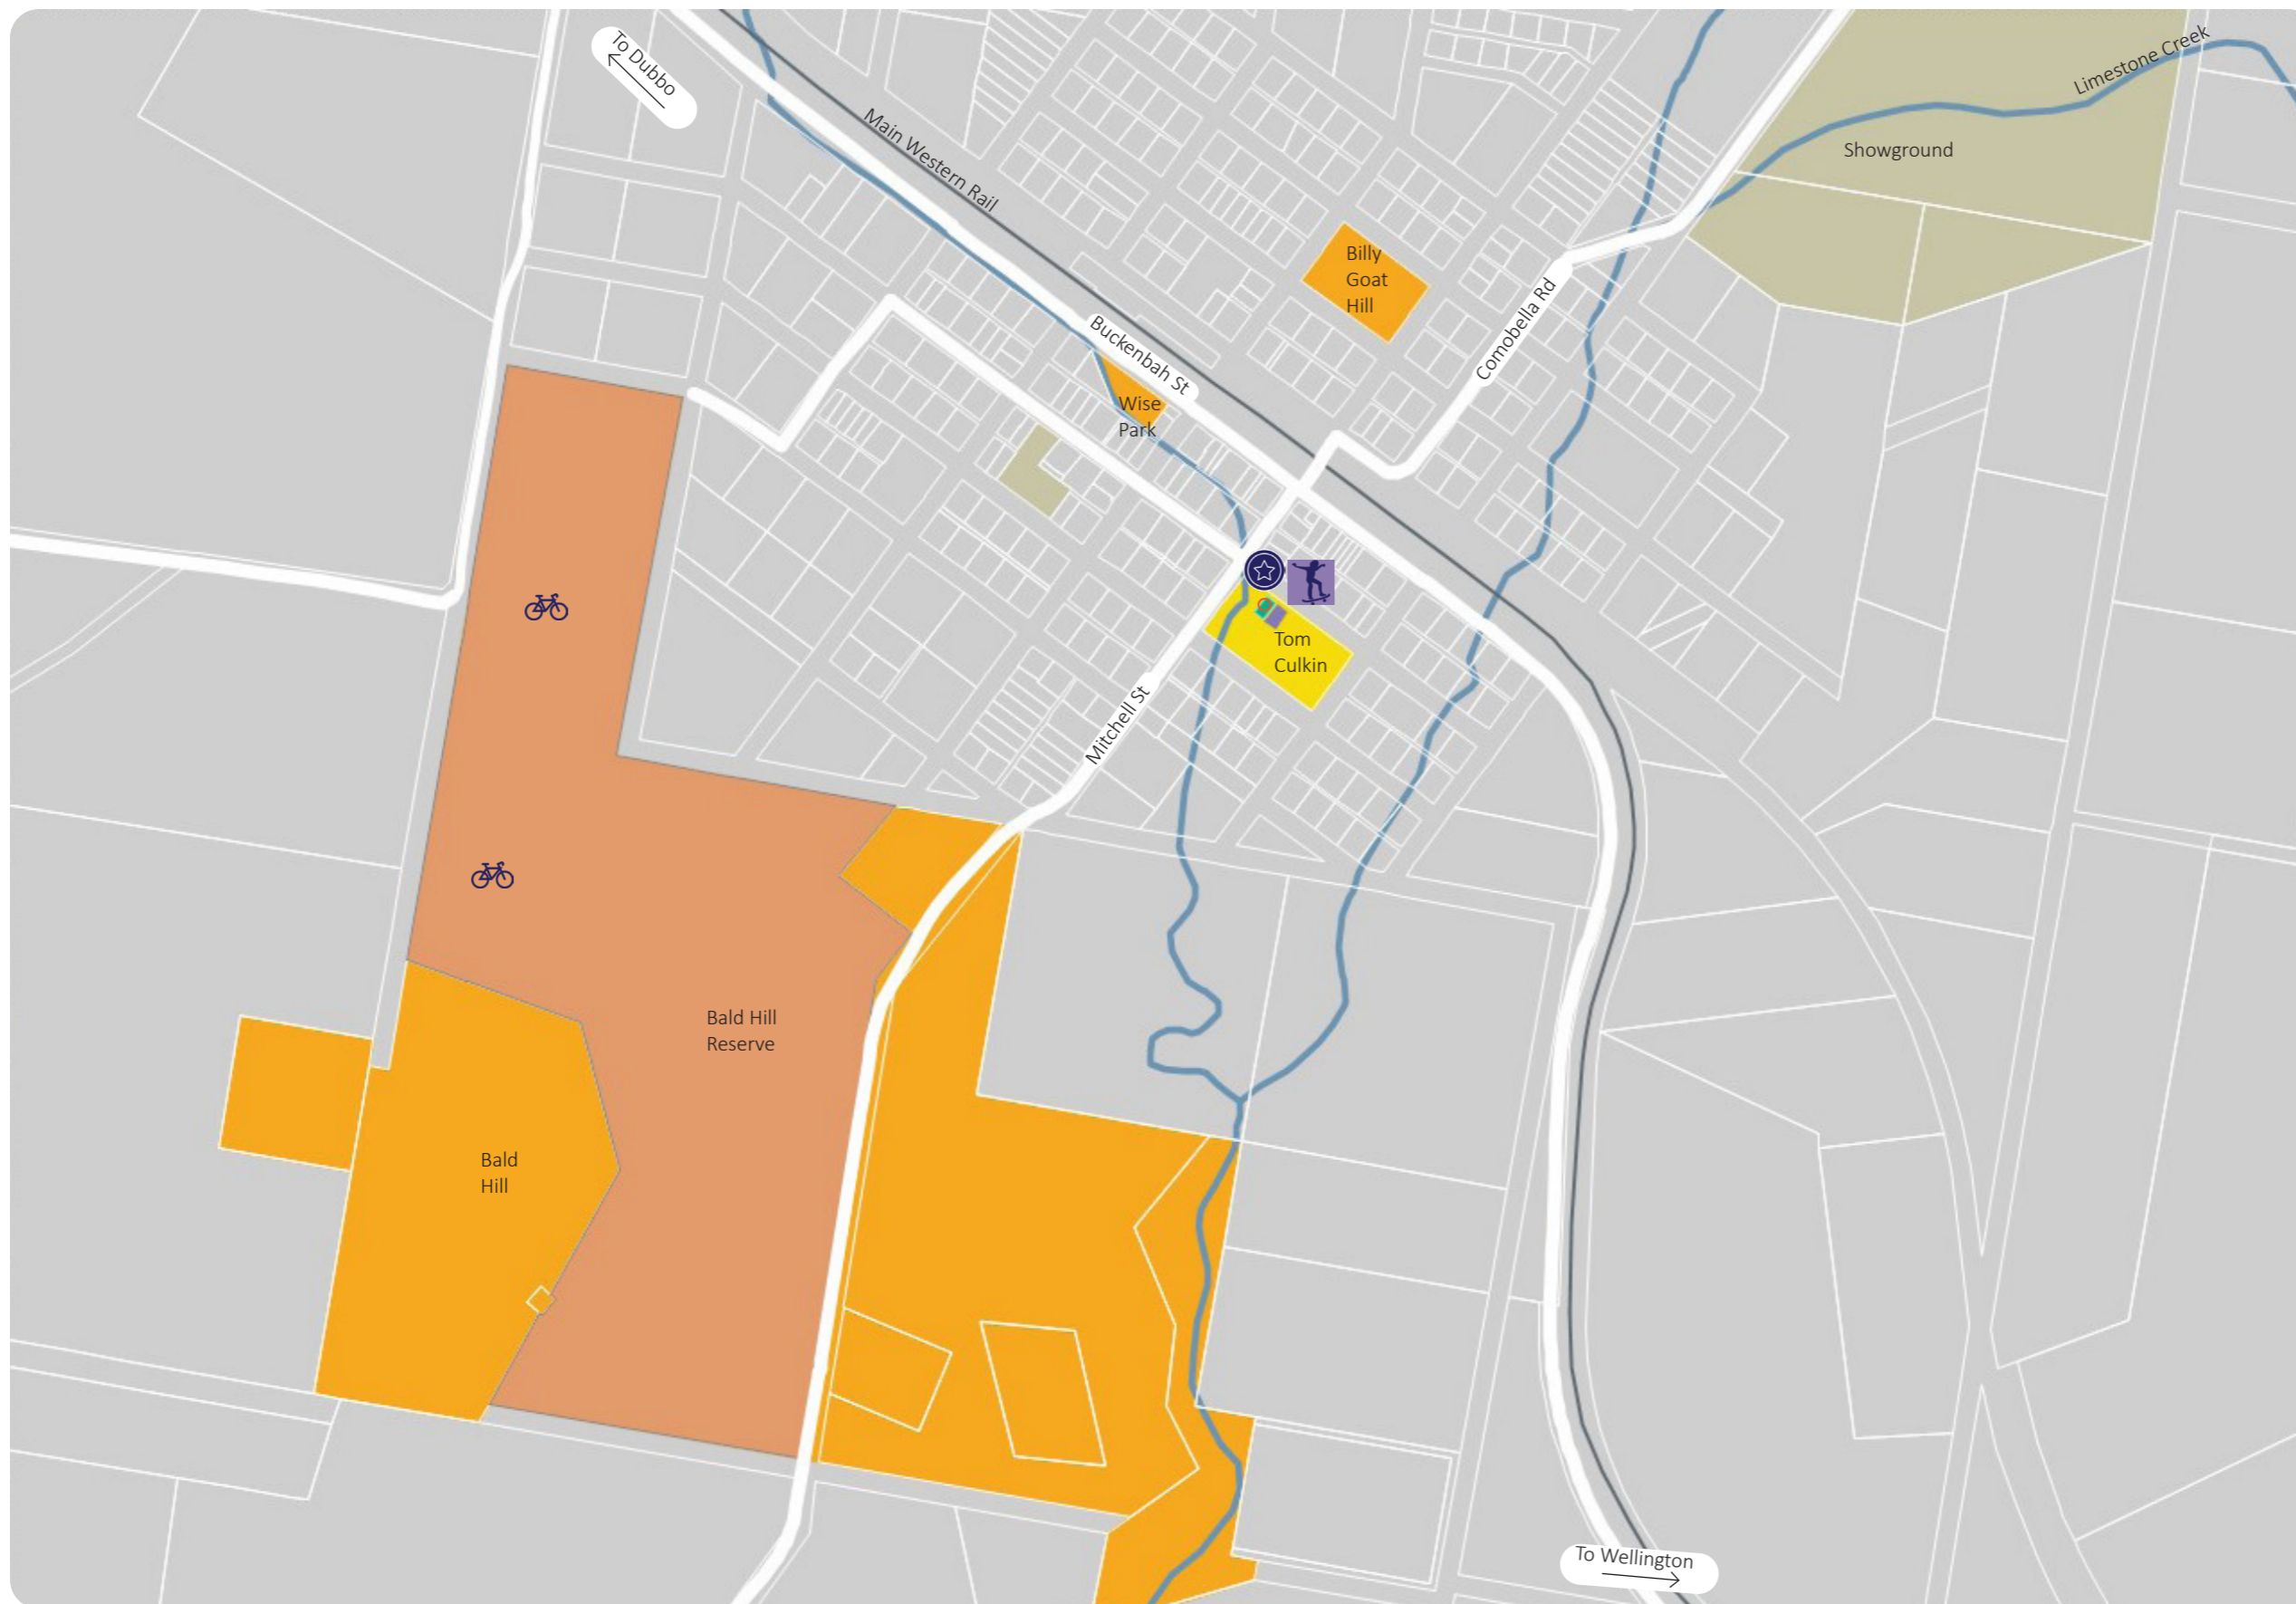 To Dubbo
Limestone Creek
Main Western Rail
Showground
Billy
Goat
Hill
Comobella Rd
Buckenbah St
Wise
Park
Tom
Culkin
Mitchell St
Bald Hill
Reserve
Bald
Hill
To Wellington